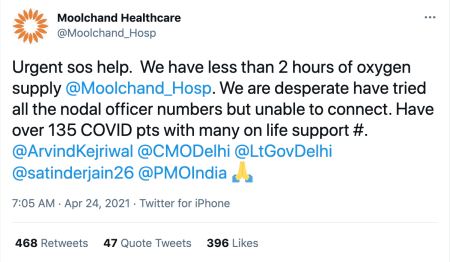 Moolchand Healthcare
@Moolchand_Hosp
Urgent sos help. We have less than 2 hours of oxygen
supply @Moolchand_Hosp. We are desperate have tried
all the nodal officer numbers but unable to connect. Have
over 135 COVID pts with many on life support #.
@ArvindKejriwal @CMODelhi @LtGovDelhi
@satinderjain26 @PMOIndia 🙏
7:05 AM · Apr 24, 2021 · Twitter for iPhone
468 Retweets 47 Quote Tweets 396 Likes